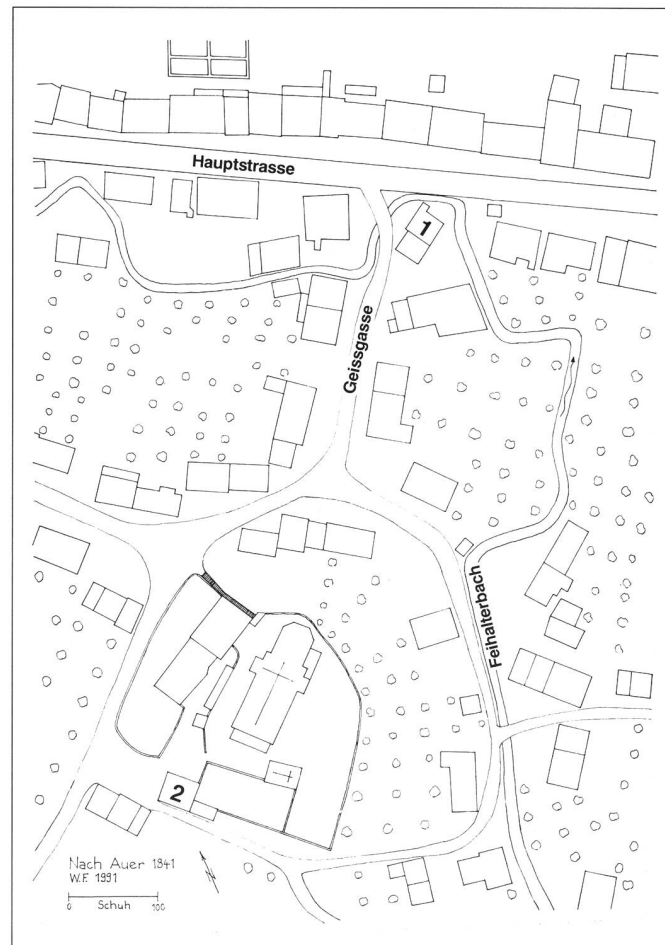 Hauptstrasse
1
Geissgasse
Feihalterbach
2
Nach Auer 1841
W.F. 1991
0 Schuh 100